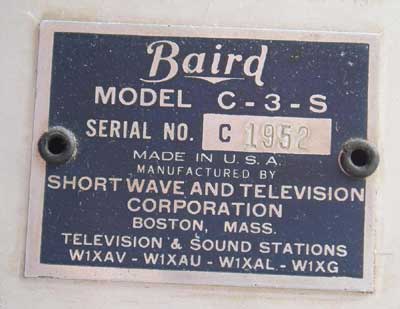 Baird
MODEL C-3-S
SERIAL NO. C 1952
MADE IN U.S.A.
MANUFACTURED BY
SHORT WAVE AND TELEVISION
CORPORATION
BOSTON, MASS.
TELEVISION & SOUND STATIONS
W1XAV - W1XAU - W1XAL - W1XG